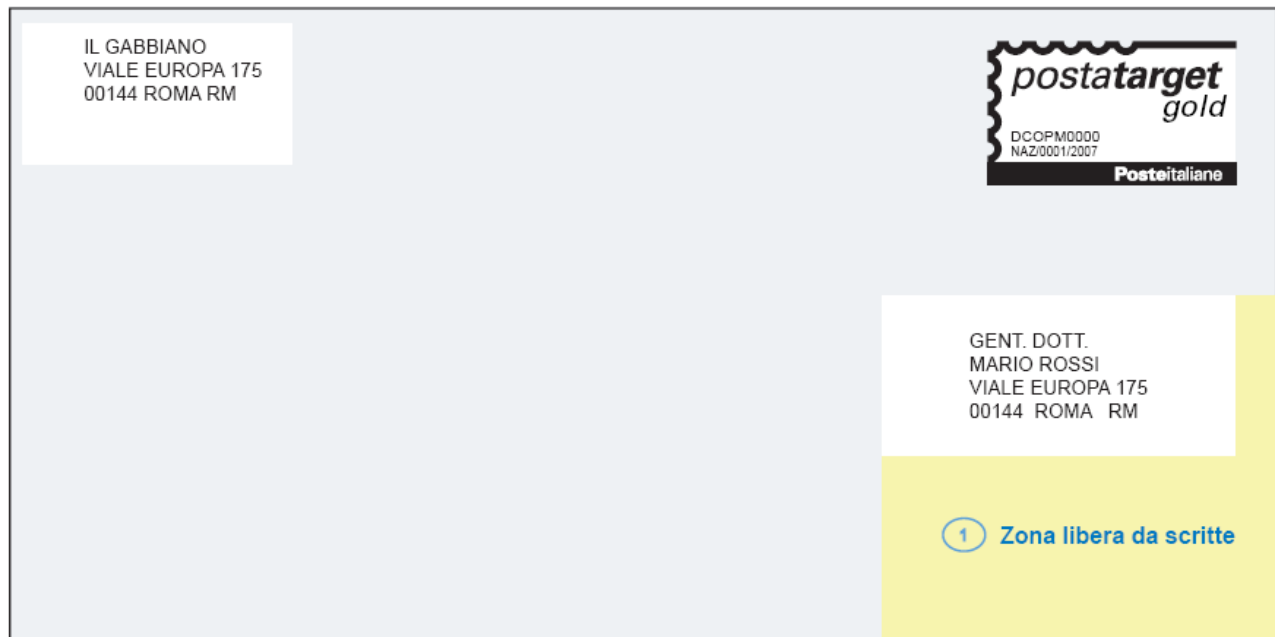 IL GABBIANO
VIALE EUROPA 175
00144 ROMA RM
postatarget
gold
DCOPM0000
NAZ/0001/2007
Posteitaliane
GENT. DOTT.
MARIO ROSSI
VIALE EUROPA 175
00144 ROMA RM
1 Zona libera da scritte